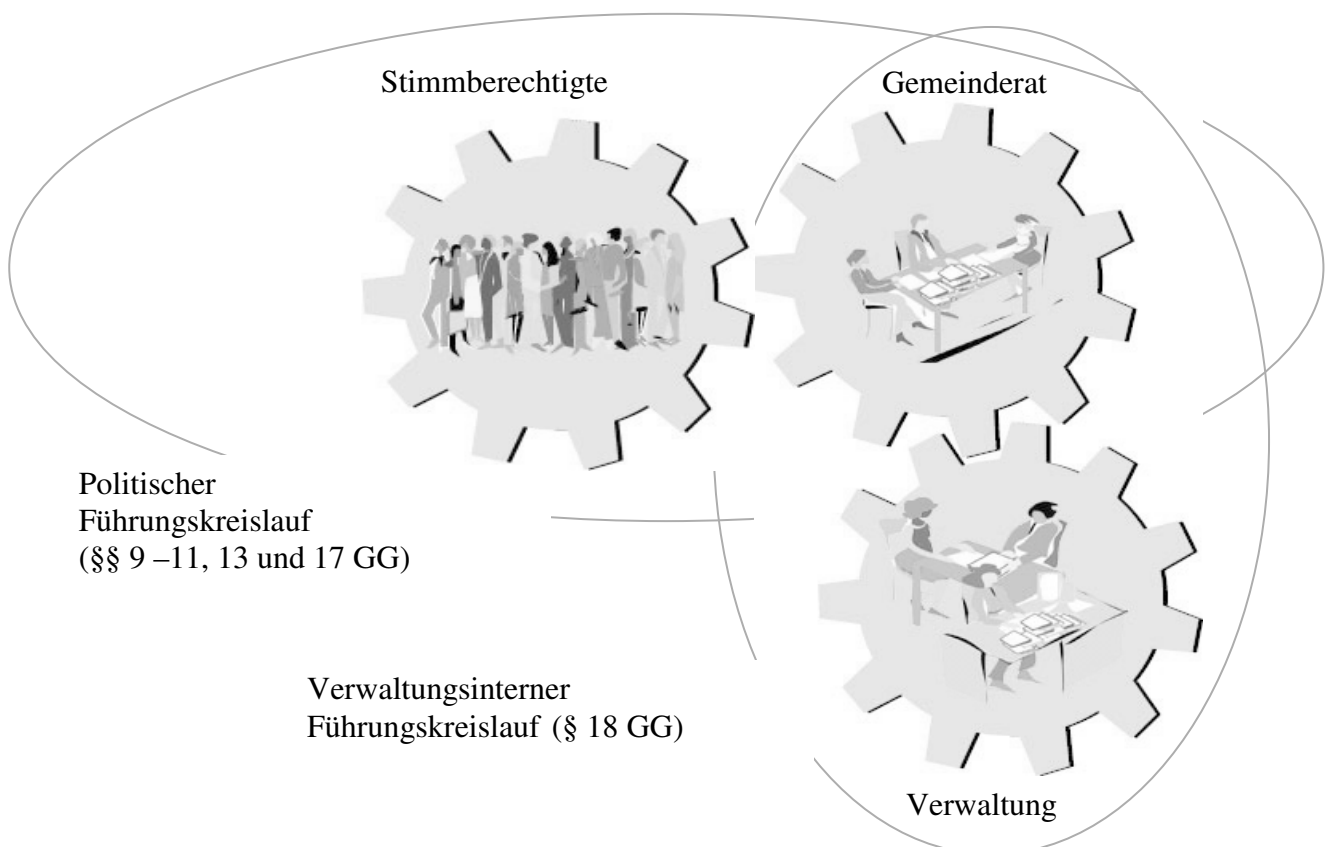 Stimmberechtigte
Gemeinderat
Politischer
Führungskreislauf
(§§ 9 –11, 13 und 17 GG)
Verwaltungsinterner
Führungskreislauf (§ 18 GG)
Verwaltung